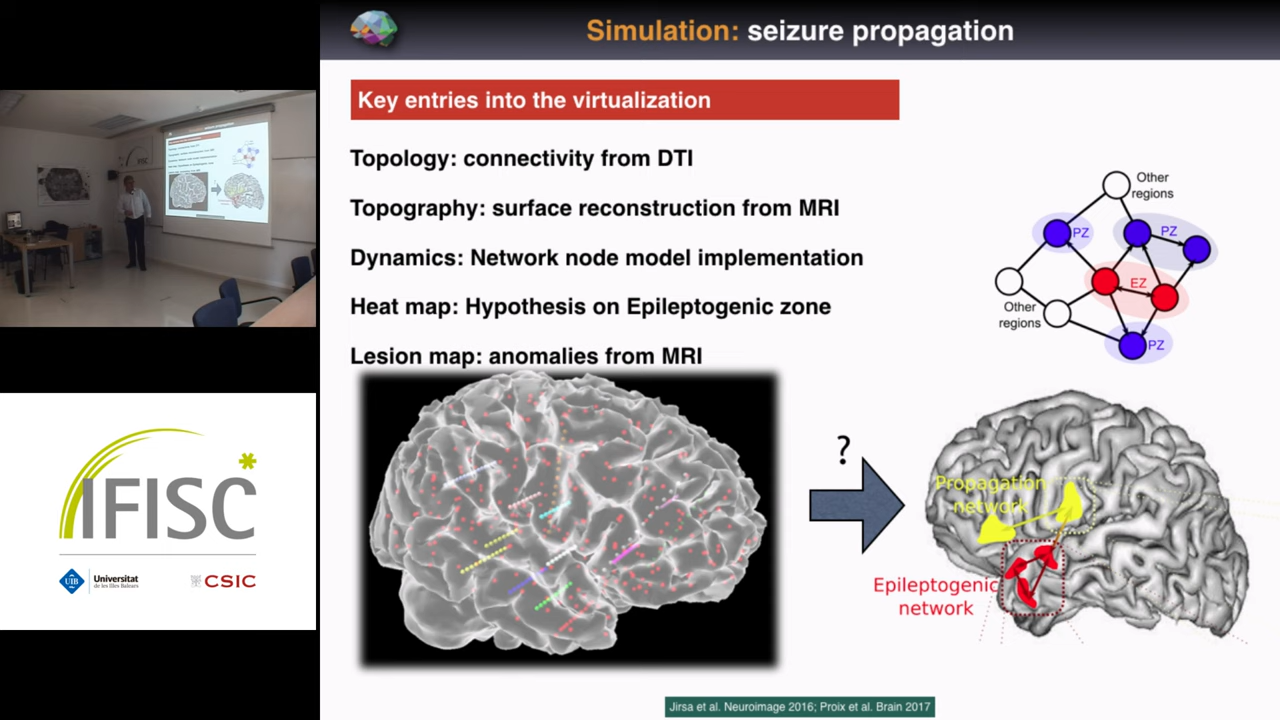 Simulation: seizure propagation
Key entries into the virtualization
Topology: connectivity from DTI
Topography: surface reconstruction from MRI
Dynamics: Network node model implementation
Heat map: Hypothesis on Epileptogenic zone
Lesion map: anomalies from MRI
Other
regions
PZ
PZ
EZ
Other
regions
PZ
?
Propagation
network
Epileptogenic
network
Jirsa et al. Neuroimage 2016; Proix et al. Brain 2017
IFISC
UIB
Universitat
de les Illes Balears
CSIC